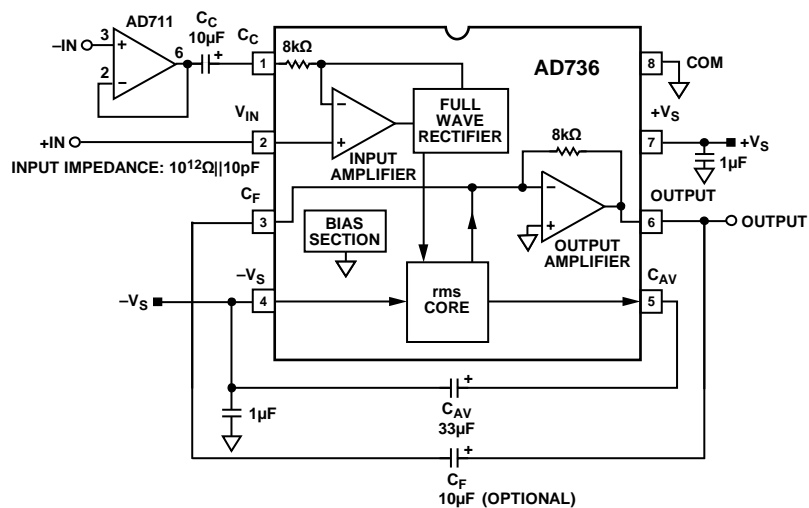 AD711
C_C
10µF
+
–IN
3
+
6
2
–
C_C
1
8kΩ
AD736
8
COM
V_IN
+IN
2
–
+
INPUT
AMPLIFIER
FULL
WAVE
RECTIFIER
+V_S
7
+V_S
1µF
INPUT IMPEDANCE: 10^12Ω||10pF
8kΩ
C_F
3
BIAS
SECTION
–
+
OUTPUT
AMPLIFIER
OUTPUT
6
OUTPUT
–V_S
–V_S
4
rms
CORE
C_AV
5
1µF
+
C_AV
33µF
+
C_F
10µF (OPTIONAL)